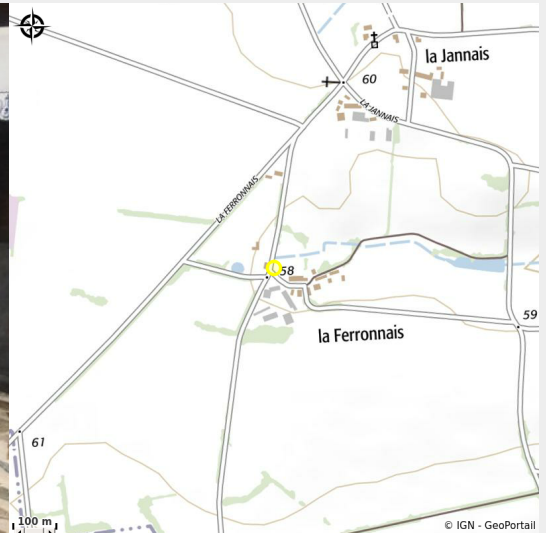 la Jannais
60
LA JANNAIS
LA FERRONNAIS
58
59
la Ferronnais
61
100 m
© IGN - GeoPortail